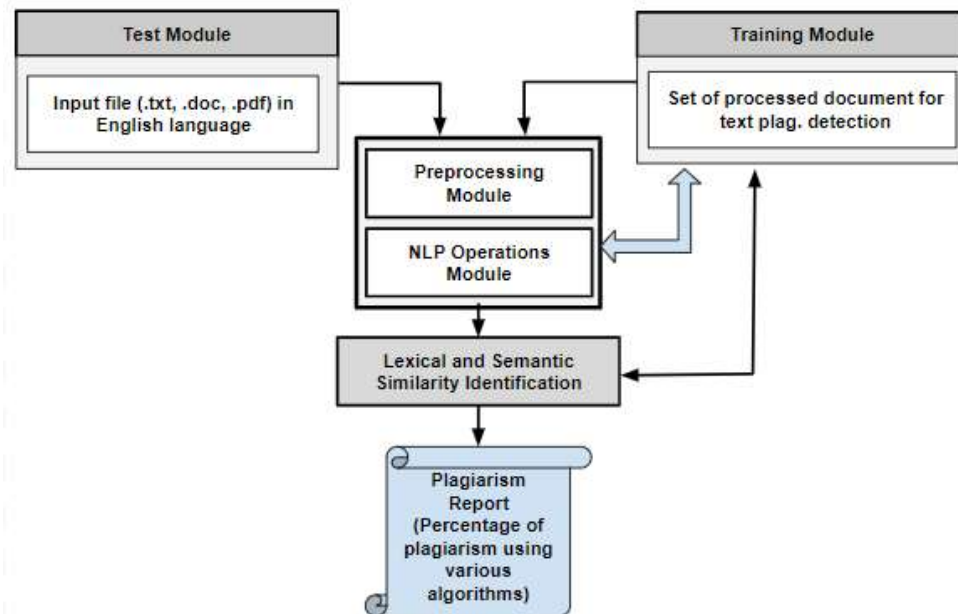 Test Module
Input file (.txt, .doc, .pdf) in
English language
Training Module
Set of processed document for
text plag. detection
Preprocessing
Module
NLP Operations
Module
Lexical and Semantic
Similarity Identification
Plagiarism
Report
(Percentage of
plagiarism using
various
algorithms)